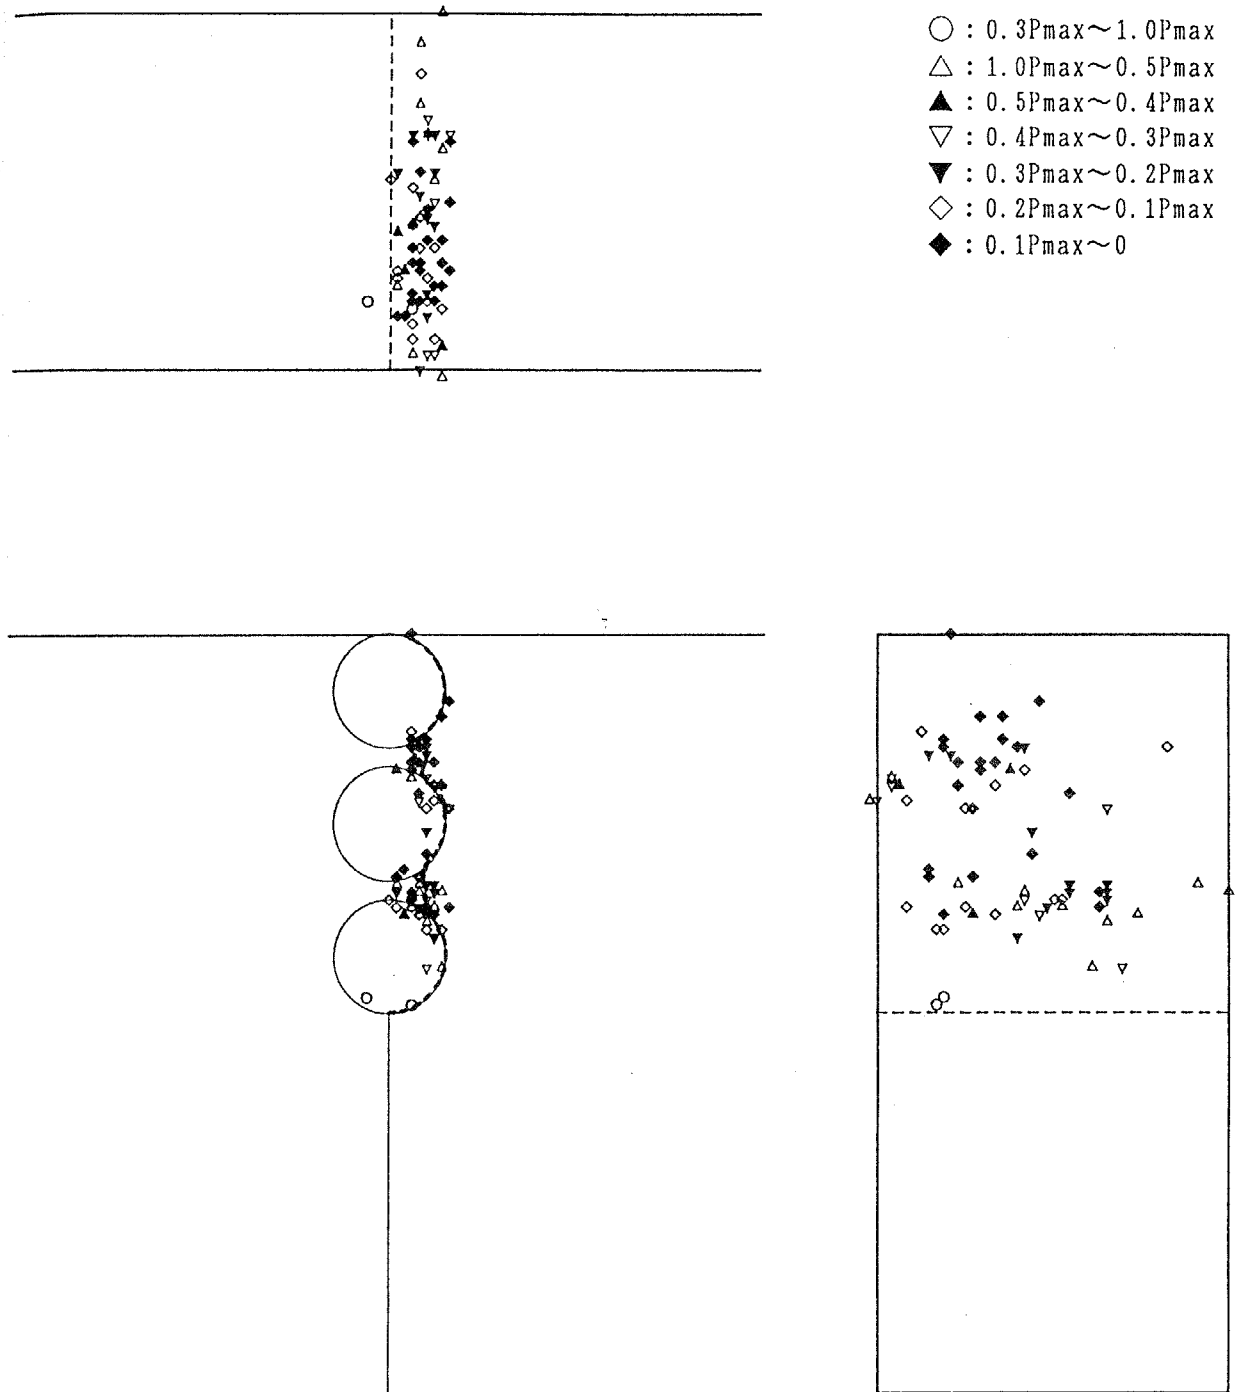 ○ : 0.3Pmax～1.0Pmax
△ : 1.0Pmax～0.5Pmax
▲ : 0.5Pmax～0.4Pmax
▽ : 0.4Pmax～0.3Pmax
▼ : 0.3Pmax～0.2Pmax
◇ : 0.2Pmax～0.1Pmax
◆ : 0.1Pmax～0